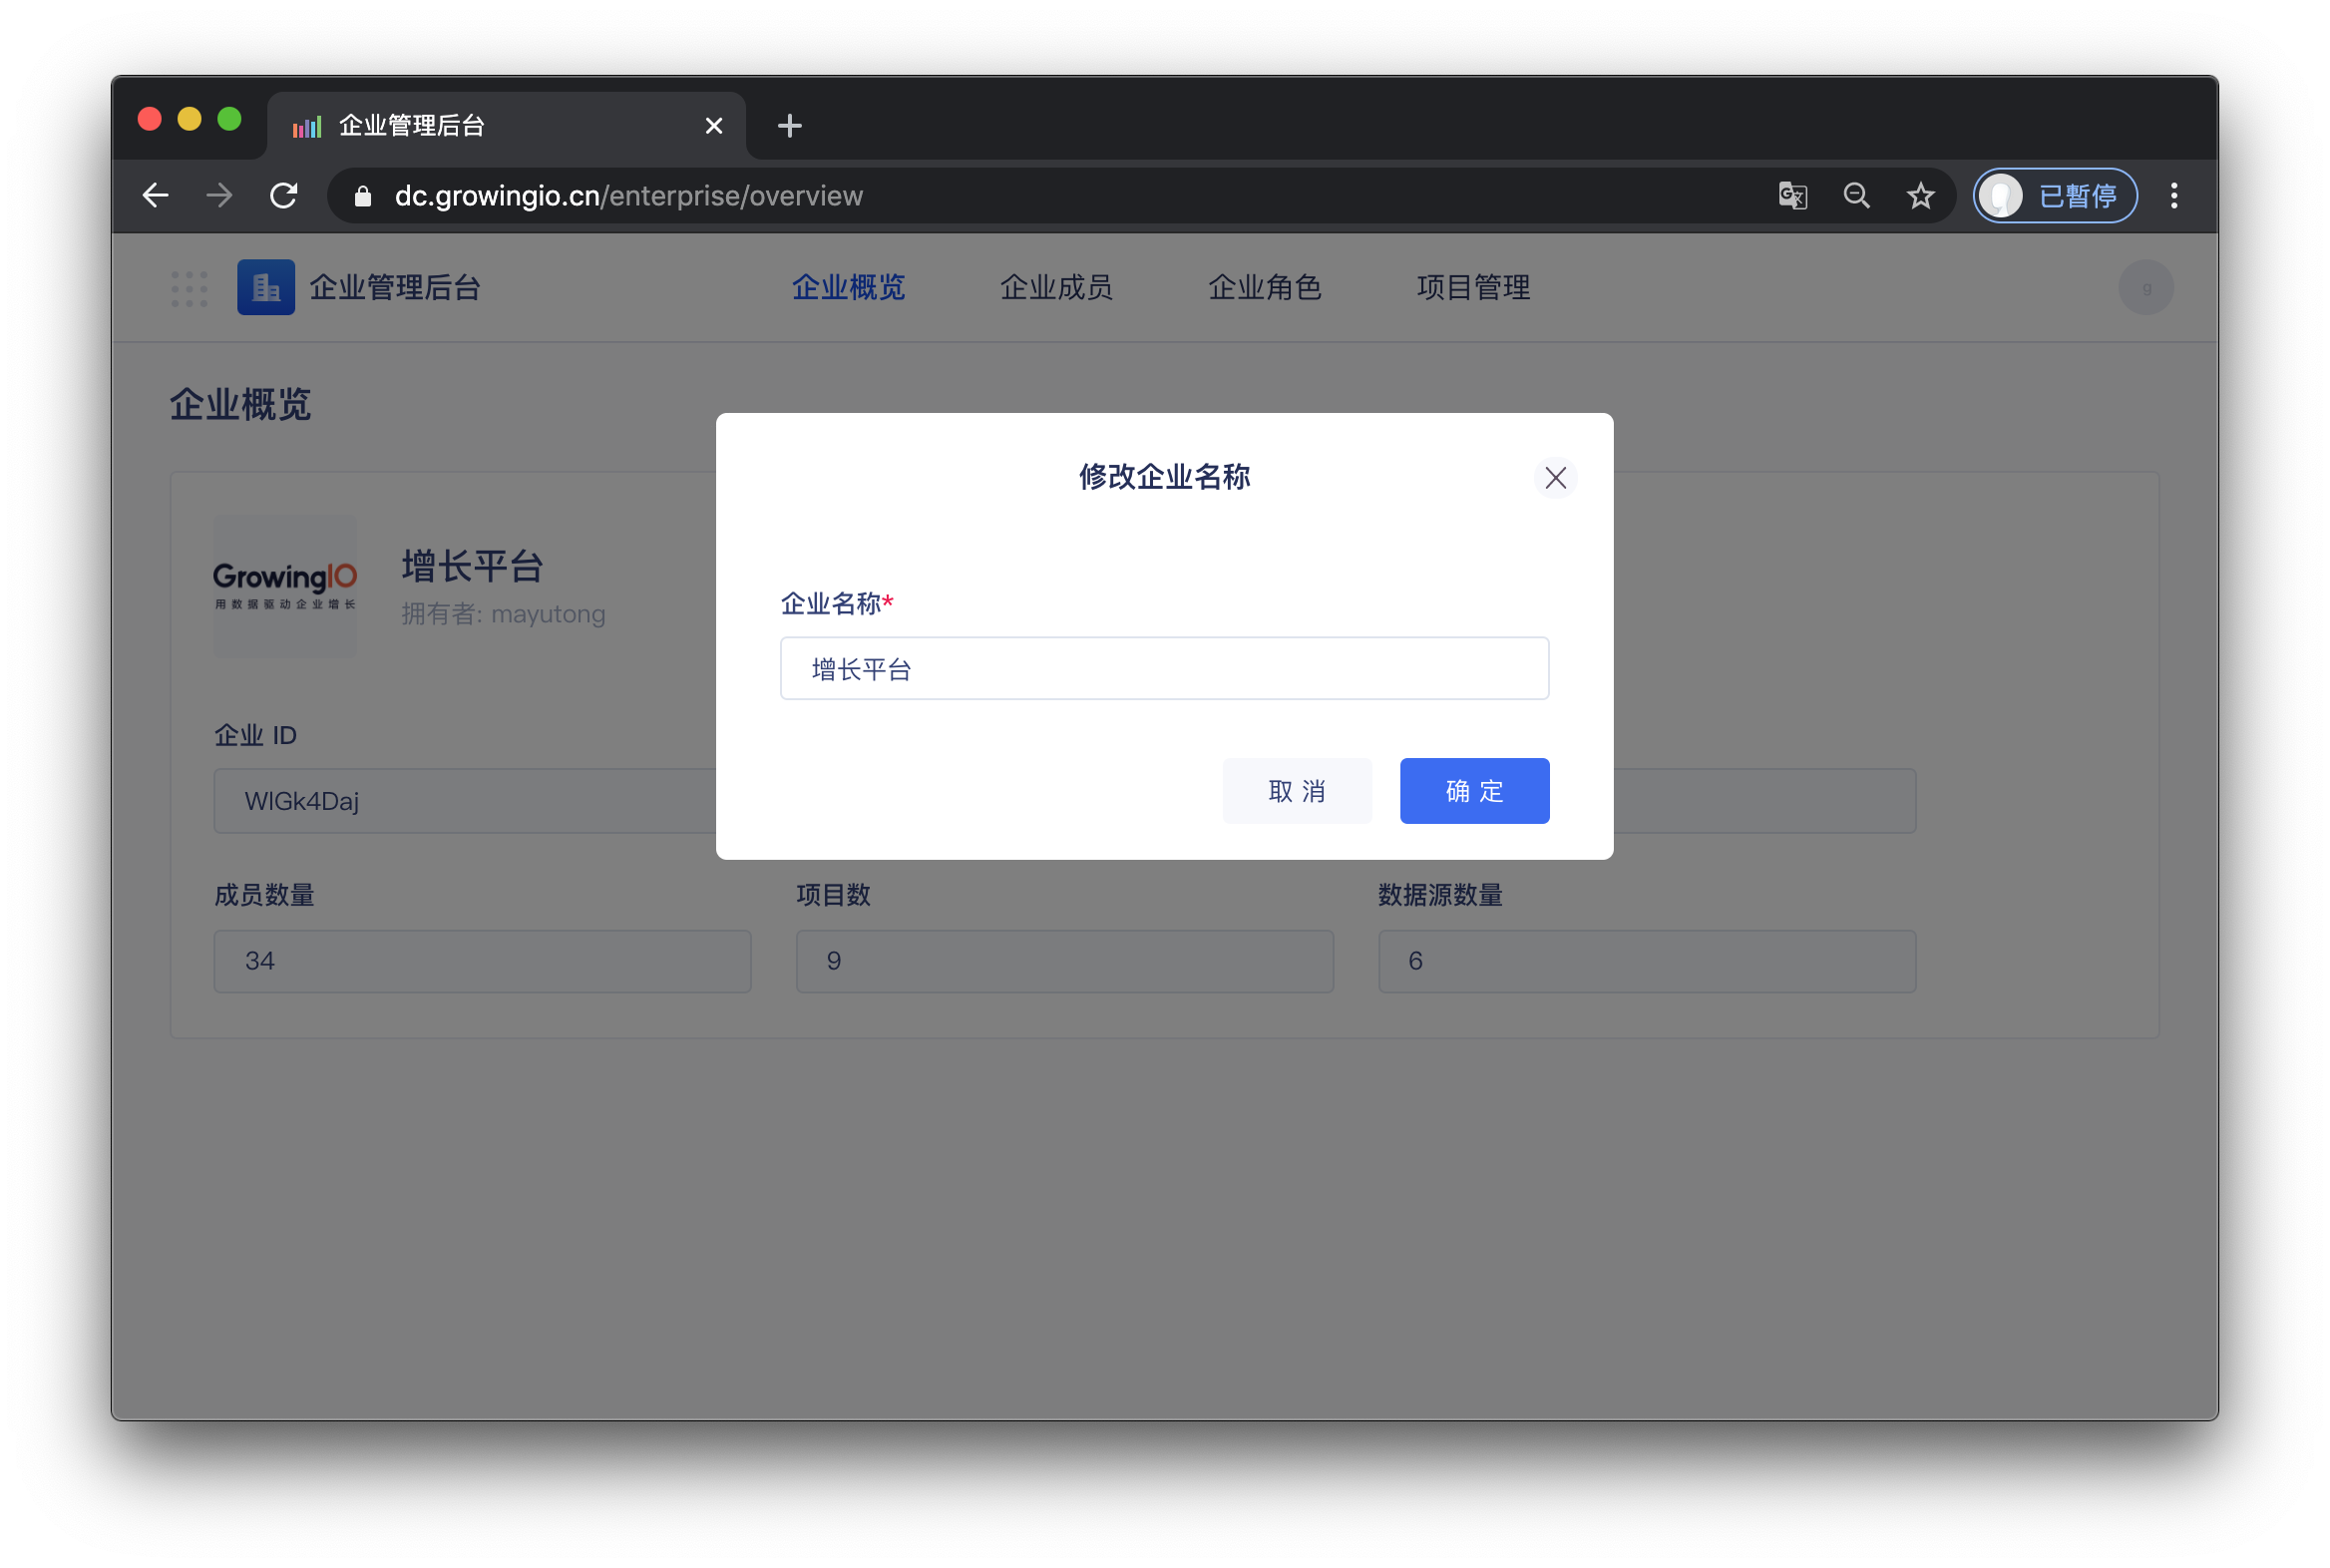 企业管理后台
dc.growingio.cn/enterprise/overview
已暂停
企业管理后台
企业概览
企业成员
企业角色
项目管理
g
企业概览
GrowingIO
用数据驱动企业增长
增长平台
拥有者: mayutong
修改企业名称
企业名称*
增长平台
取 消
确 定
企业 ID
WlGk4Daj
成员数量
项目数
数据源数量
34
9
6